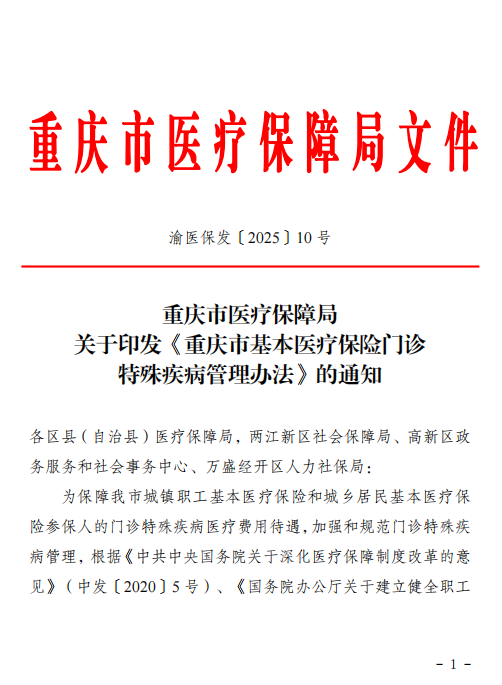 重庆市医疗保障局文件
渝医保发〔2025〕10号
重庆市医疗保障局
关于印发《重庆市基本医疗保险门诊
特殊疾病管理办法》的通知
各区县（自治县）医疗保障局，两江新区社会保障局、高新区政
务服务和社会事务中心、万盛经开区人力社保局：
为保障我市城镇职工基本医疗保险和城乡居民基本医疗保
险参保人的门诊特殊疾病医疗费用待遇，加强和规范门诊特殊疾
病管理，根据《中共中央国务院关于深化医疗保障制度改革的意
见》（中发〔2020〕5号）、《国务院办公厅关于建立健全职工
- 1 -